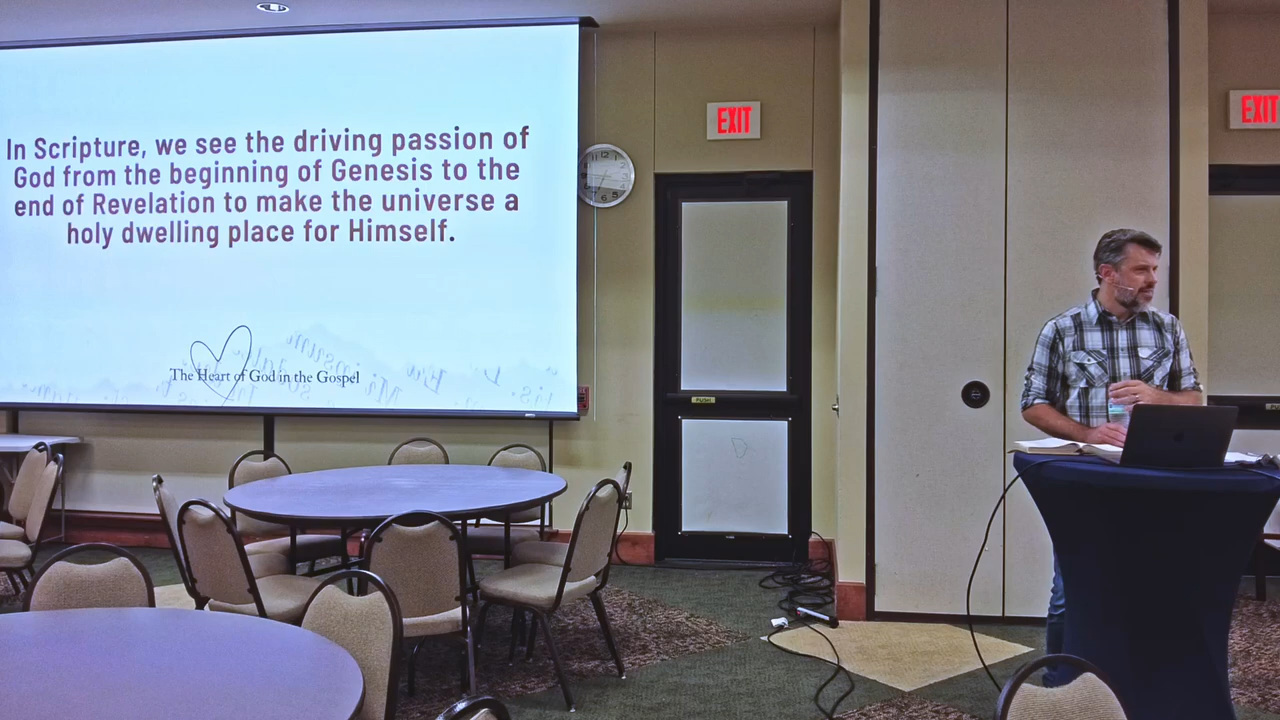 In Scripture, we see the driving passion of
God from the beginning of Genesis to the
end of Revelation to make the universe a
holy dwelling place for Himself.
The Heart of God in the Gospel
EXIT
EXIT
PUSH